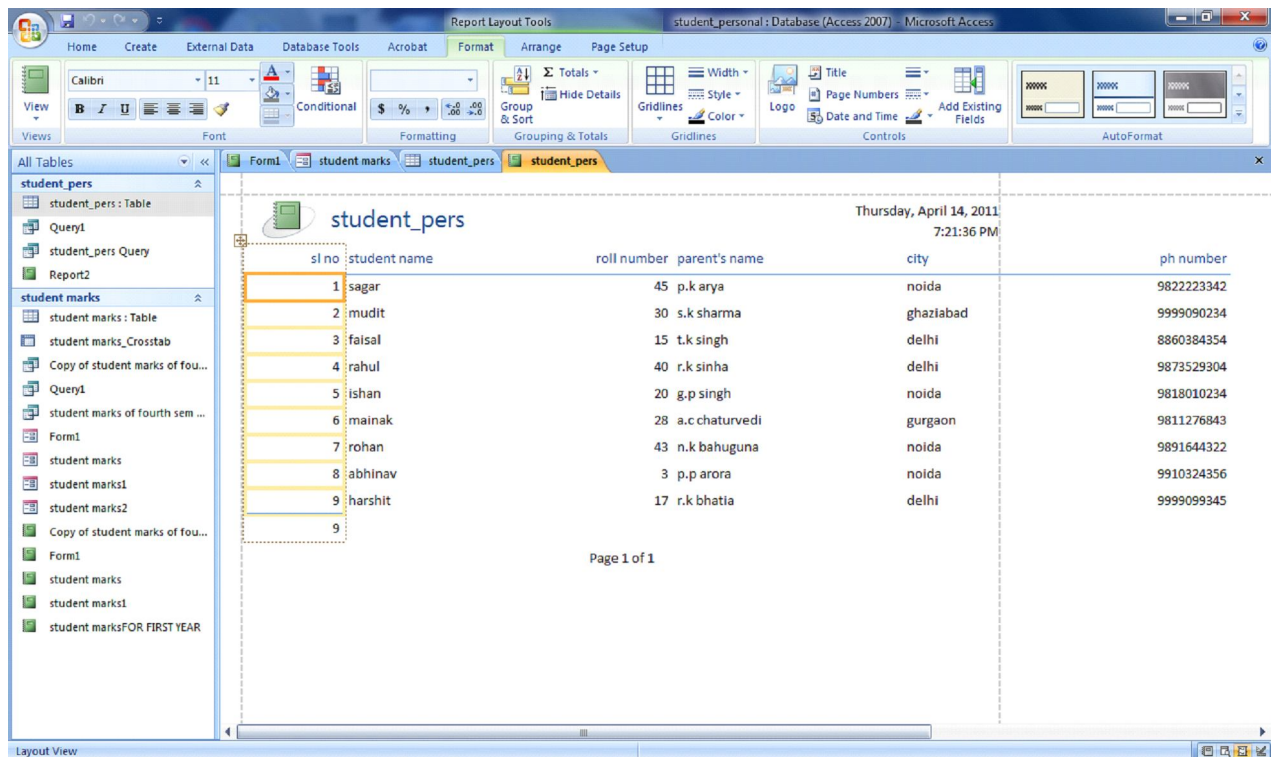 Report Layout Tools student_personal : Database (Access 2007) - Microsoft Access
Home Create External Data Database Tools Acrobat Format Arrange Page Setup
View
Views
Calibri 11
B I U
Font
Conditional
$ % ,
Formatting
Group & Sort
Σ Totals
Hide Details
Grouping & Totals
Gridlines
Width
Style
Color
Gridlines
Logo
Title
Page Numbers
Date and Time
Add Existing Fields
Controls
xxxxx xxxxx xxxxx
xxxxx xxxxx xxxxx
AutoFormat
All Tables
student_pers
student_pers : Table
Query1
student_pers Query
Report2
student marks
student marks : Table
student marks_Crosstab
Copy of student marks of fou...
Query1
student marks of fourth sem ...
Form1
student marks
student marks1
student marks2
Copy of student marks of fou...
Form1
student marks
student marks1
student marksFOR FIRST YEAR
Form1 student marks student_pers student_pers
student_pers
Thursday, April 14, 2011
7:21:36 PM
sl no student name roll number parent's name city ph number
1 sagar 45 p.k arya noida 9822223342
2 mudit 30 s.k sharma ghaziabad 9999090234
3 faisal 15 t.k singh delhi 8860384354
4 rahul 40 r.k sinha delhi 9873529304
5 ishan 20 g.p singh noida 9818010234
6 mainak 28 a.c chaturvedi gurgaon 9811276843
7 rohan 43 n.k bahuguna noida 9891644322
8 abhinav 3 p.p arora noida 9910324356
9 harshit 17 r.k bhatia delhi 9999099345
9
Page 1 of 1
Layout View